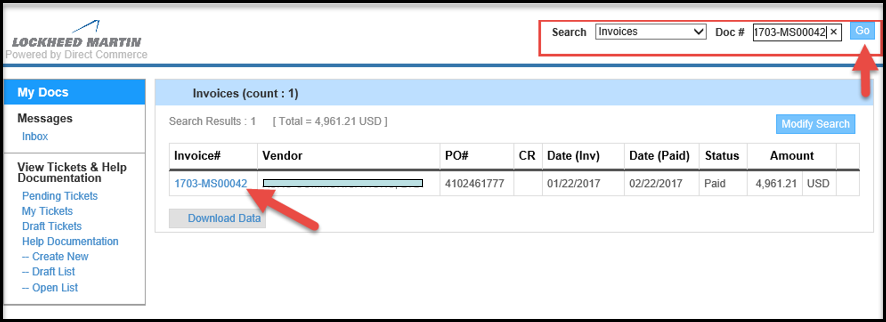 LOCKHEED MARTIN
Powered by Direct Commerce
Search Invoices Doc # 1703-MS00042 × Go
My Docs
Messages
Inbox
View Tickets & Help
Documentation
Pending Tickets
My Tickets
Draft Tickets
Help Documentation
-- Create New
-- Draft List
-- Open List
Invoices (count : 1)
Search Results : 1 [ Total = 4,961.21 USD ]
Modify Search
Invoice# Vendor PO# CR Date (Inv) Date (Paid) Status Amount
1703-MS00042 4102461777 01/22/2017 02/22/2017 Paid 4,961.21 USD
Download Data